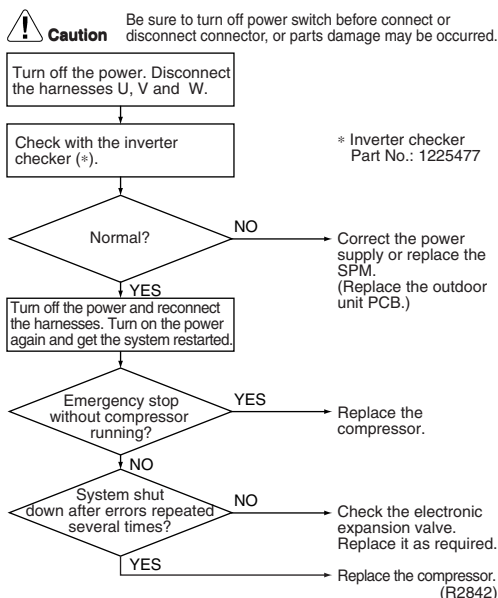 Caution
Be sure to turn off power switch before connect or
disconnect connector, or parts damage may be occurred.
Turn off the power. Disconnect
the harnesses U, V and W.
Check with the inverter
checker (*).
* Inverter checker
Part No.: 1225477
Normal?
NO
Correct the power
supply or replace the
SPM.
(Replace the outdoor
unit PCB.)
YES
Turn off the power and reconnect
the harnesses. Turn on the power
again and get the system restarted.
Emergency stop
without compressor
running?
YES
Replace the
compressor.
NO
System shut
down after errors repeated
several times?
NO
Check the electronic
expansion valve.
Replace it as required.
YES
Replace the compressor.
(R2842)